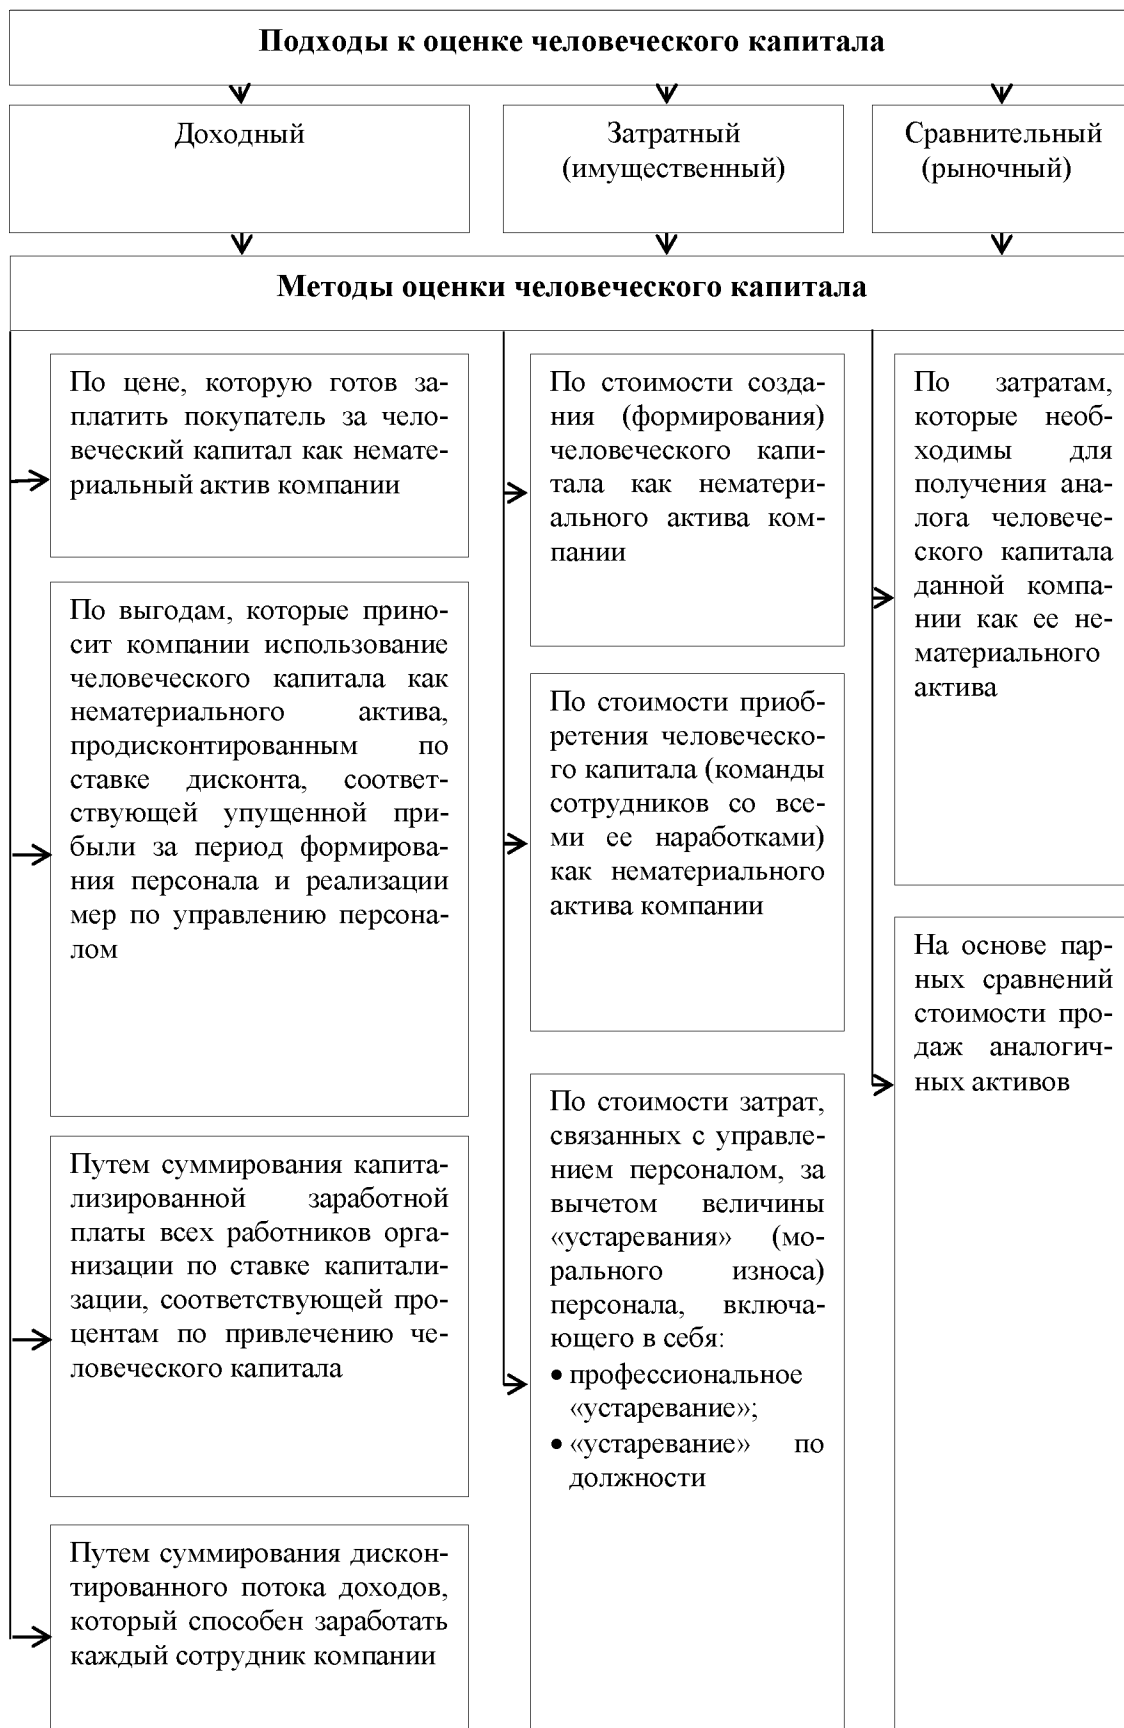 Подходы к оценке человеческого капитала
Доходный
Затратный
(имущественный)
Сравнительный
(рыночный)
Методы оценки человеческого капитала
По цене, которую готов за-
платить покупатель за чело-
веческий капитал как немате-
риальный актив компании
По выгодам, которые прино-
сит компании использование
человеческого капитала как
нематериального актива,
продисконтированным по
ставке дисконта, соответ-
ствующей упущенной при-
были за период формирова-
ния персонала и реализации
мер по управлению персона-
лом
Путем суммирования капита-
лизированной заработной
платы всех работников орга-
низации по ставке капитали-
зации, соответствующей про-
центам по привлечению че-
ловеческого капитала
Путем суммирования дискон-
тированного потока доходов,
который способен заработать
каждый сотрудник компании
По стоимости созда-
ния (формирования)
человеческого капи-
тала как нематери-
ального актива ком-
пании
По стоимости приоб-
ретения человеческо-
го капитала (команды
сотрудников со все-
ми ее наработками)
как нематериального
актива компании
По стоимости затрат,
связанных с управле-
нием персоналом, за
вычетом величины
«устаревания» (мо-
рального износа)
персонала, включа-
ющего в себя:
• профессиональное
«устаревание»;
• «устаревание» по
должности
По затратам,
которые необ-
ходимы для
получения ана-
лога человече-
ского капитала
данной компа-
нии как ее не-
материального
актива
На основе пар-
ных сравнений
стоимости про-
даж аналогич-
ных активов